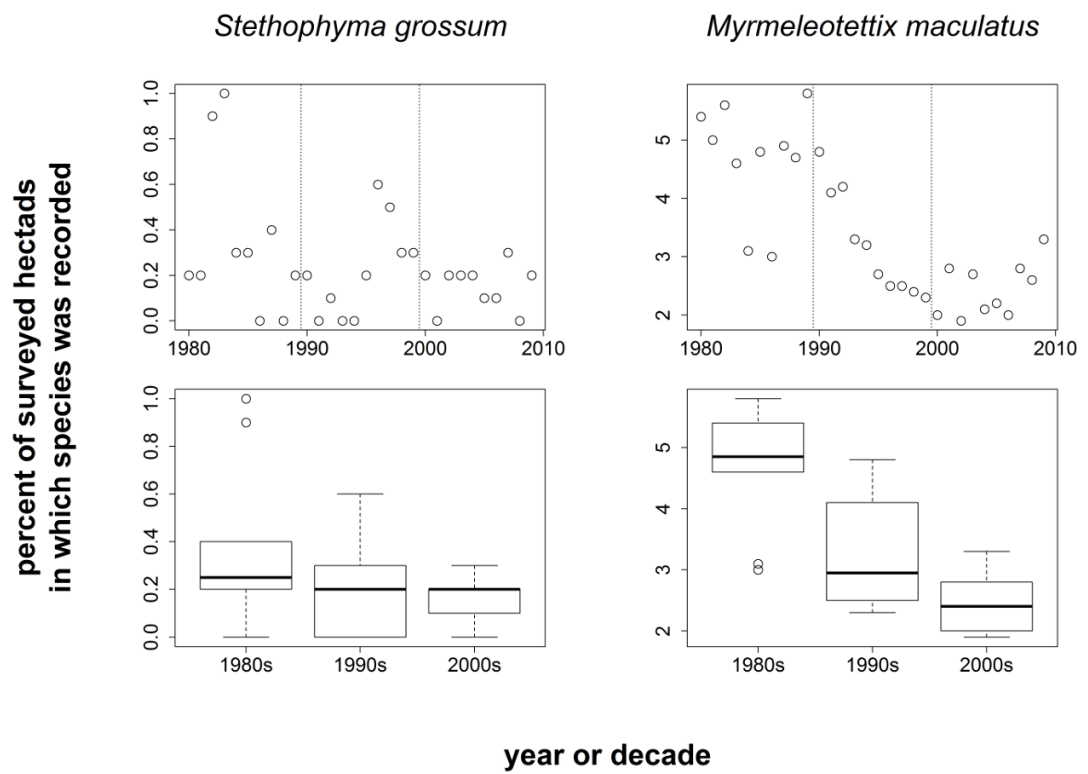 Stethophyma grossum
Myrmeleotettix maculatus
percent of surveyed hectads
in which species was recorded
1.0
0.8
0.6
0.4
0.2
0.0
1980 1990 2000 2010
5
4
3
2
1980 1990 2000 2010
1.0
0.8
0.6
0.4
0.2
0.0
1980s 1990s 2000s
5
4
3
2
1980s 1990s 2000s
year or decade